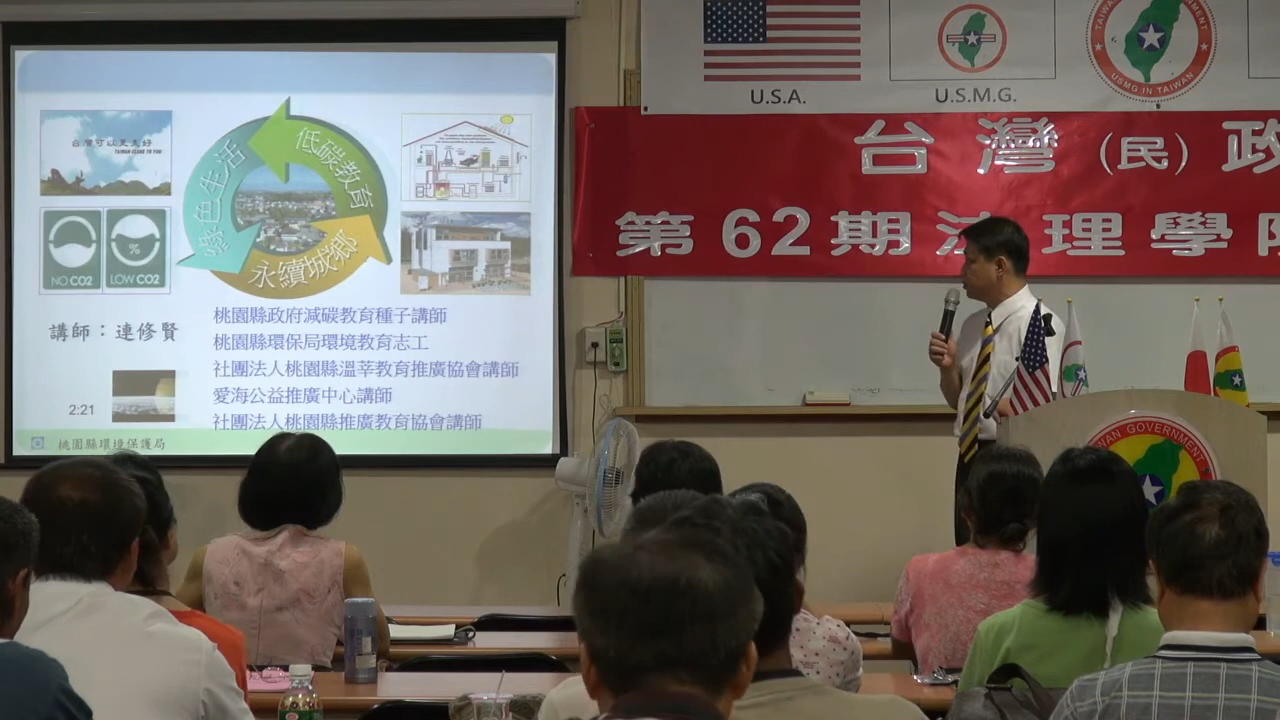 台灣可以更美好
TAIWAN CLOSE TO YOU
低碳教育
綠色生活
永續城鄉
NO CO2
LOW CO2
%
講師：連修賢
桃園縣政府減碳教育種子講師
桃園縣環保局環境教育志工
社團法人桃園縣溫莘教育推廣協會講師
愛海公益推廣中心講師
社團法人桃園縣推廣教育協會講師
2:21
桃園縣環境保護局
U.S.A.
U.S.M.G.
USMG IN TAIWAN
台灣(民)政
第62期法理學院
WAN GOVERNMENT